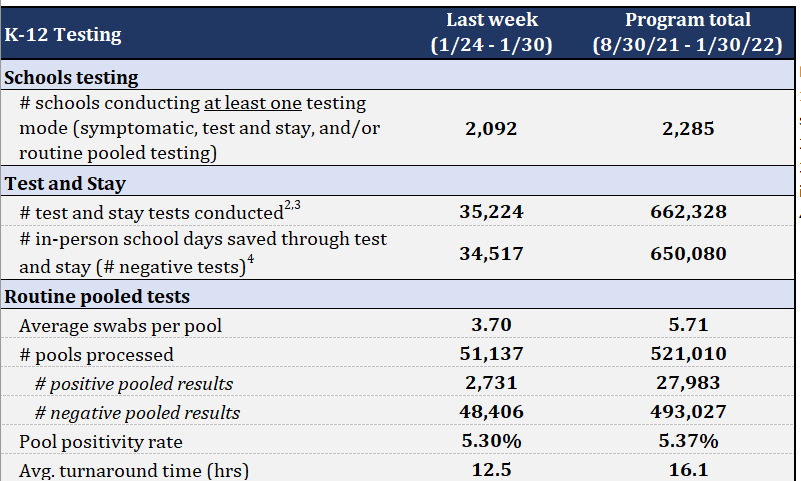 K-12 Testing
Last week
(1/24 - 1/30)
Program total
(8/30/21 - 1/30/22)
Schools testing
# schools conducting at least one testing
mode (symptomatic, test and stay, and/or
routine pooled testing)
2,092
2,285
Test and Stay
# test and stay tests conducted2,3
35,224
662,328
# in-person school days saved through test
and stay (# negative tests)4
34,517
650,080
Routine pooled tests
Average swabs per pool
3.70
5.71
# pools processed
51,137
521,010
# positive pooled results
2,731
27,983
# negative pooled results
48,406
493,027
Pool positivity rate
5.30%
5.37%
Avg. turnaround time (hrs)
12.5
16.1